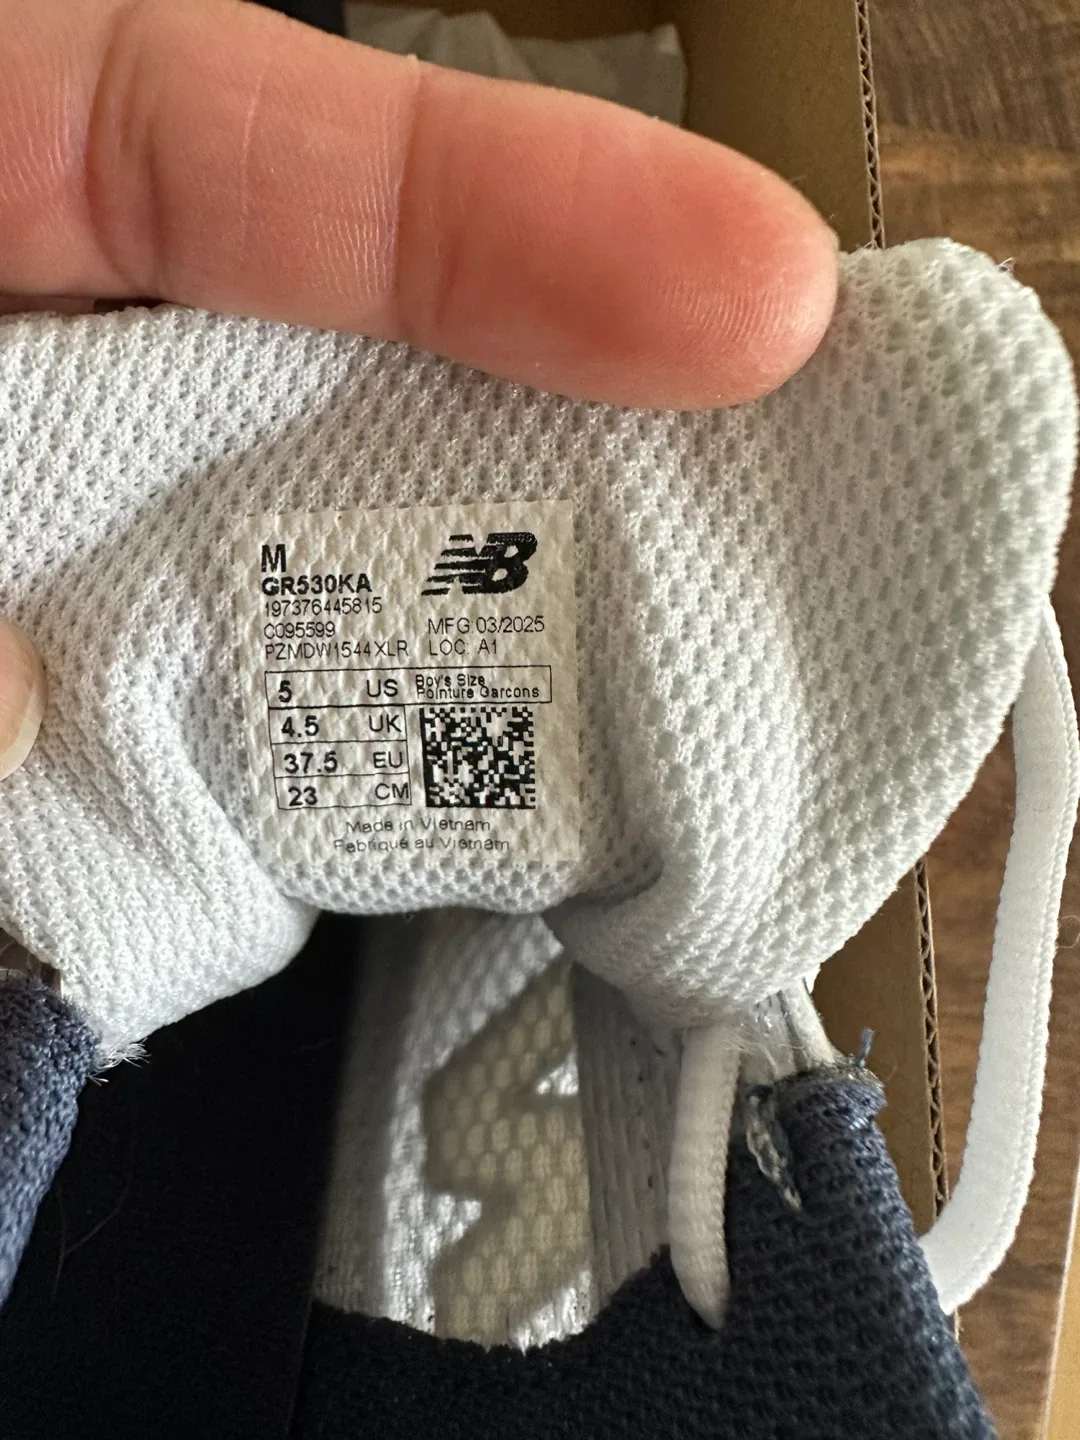 M
NB
GR530KA
197376445815
C095599 MFG 03/2025
PZMDW1544XLR LOC: A1
5 US Boy's Size
Pointure Garcons
4.5 UK
37.5 EU
23 CM
Made in Vietnam
Fabriqué au Vietnam